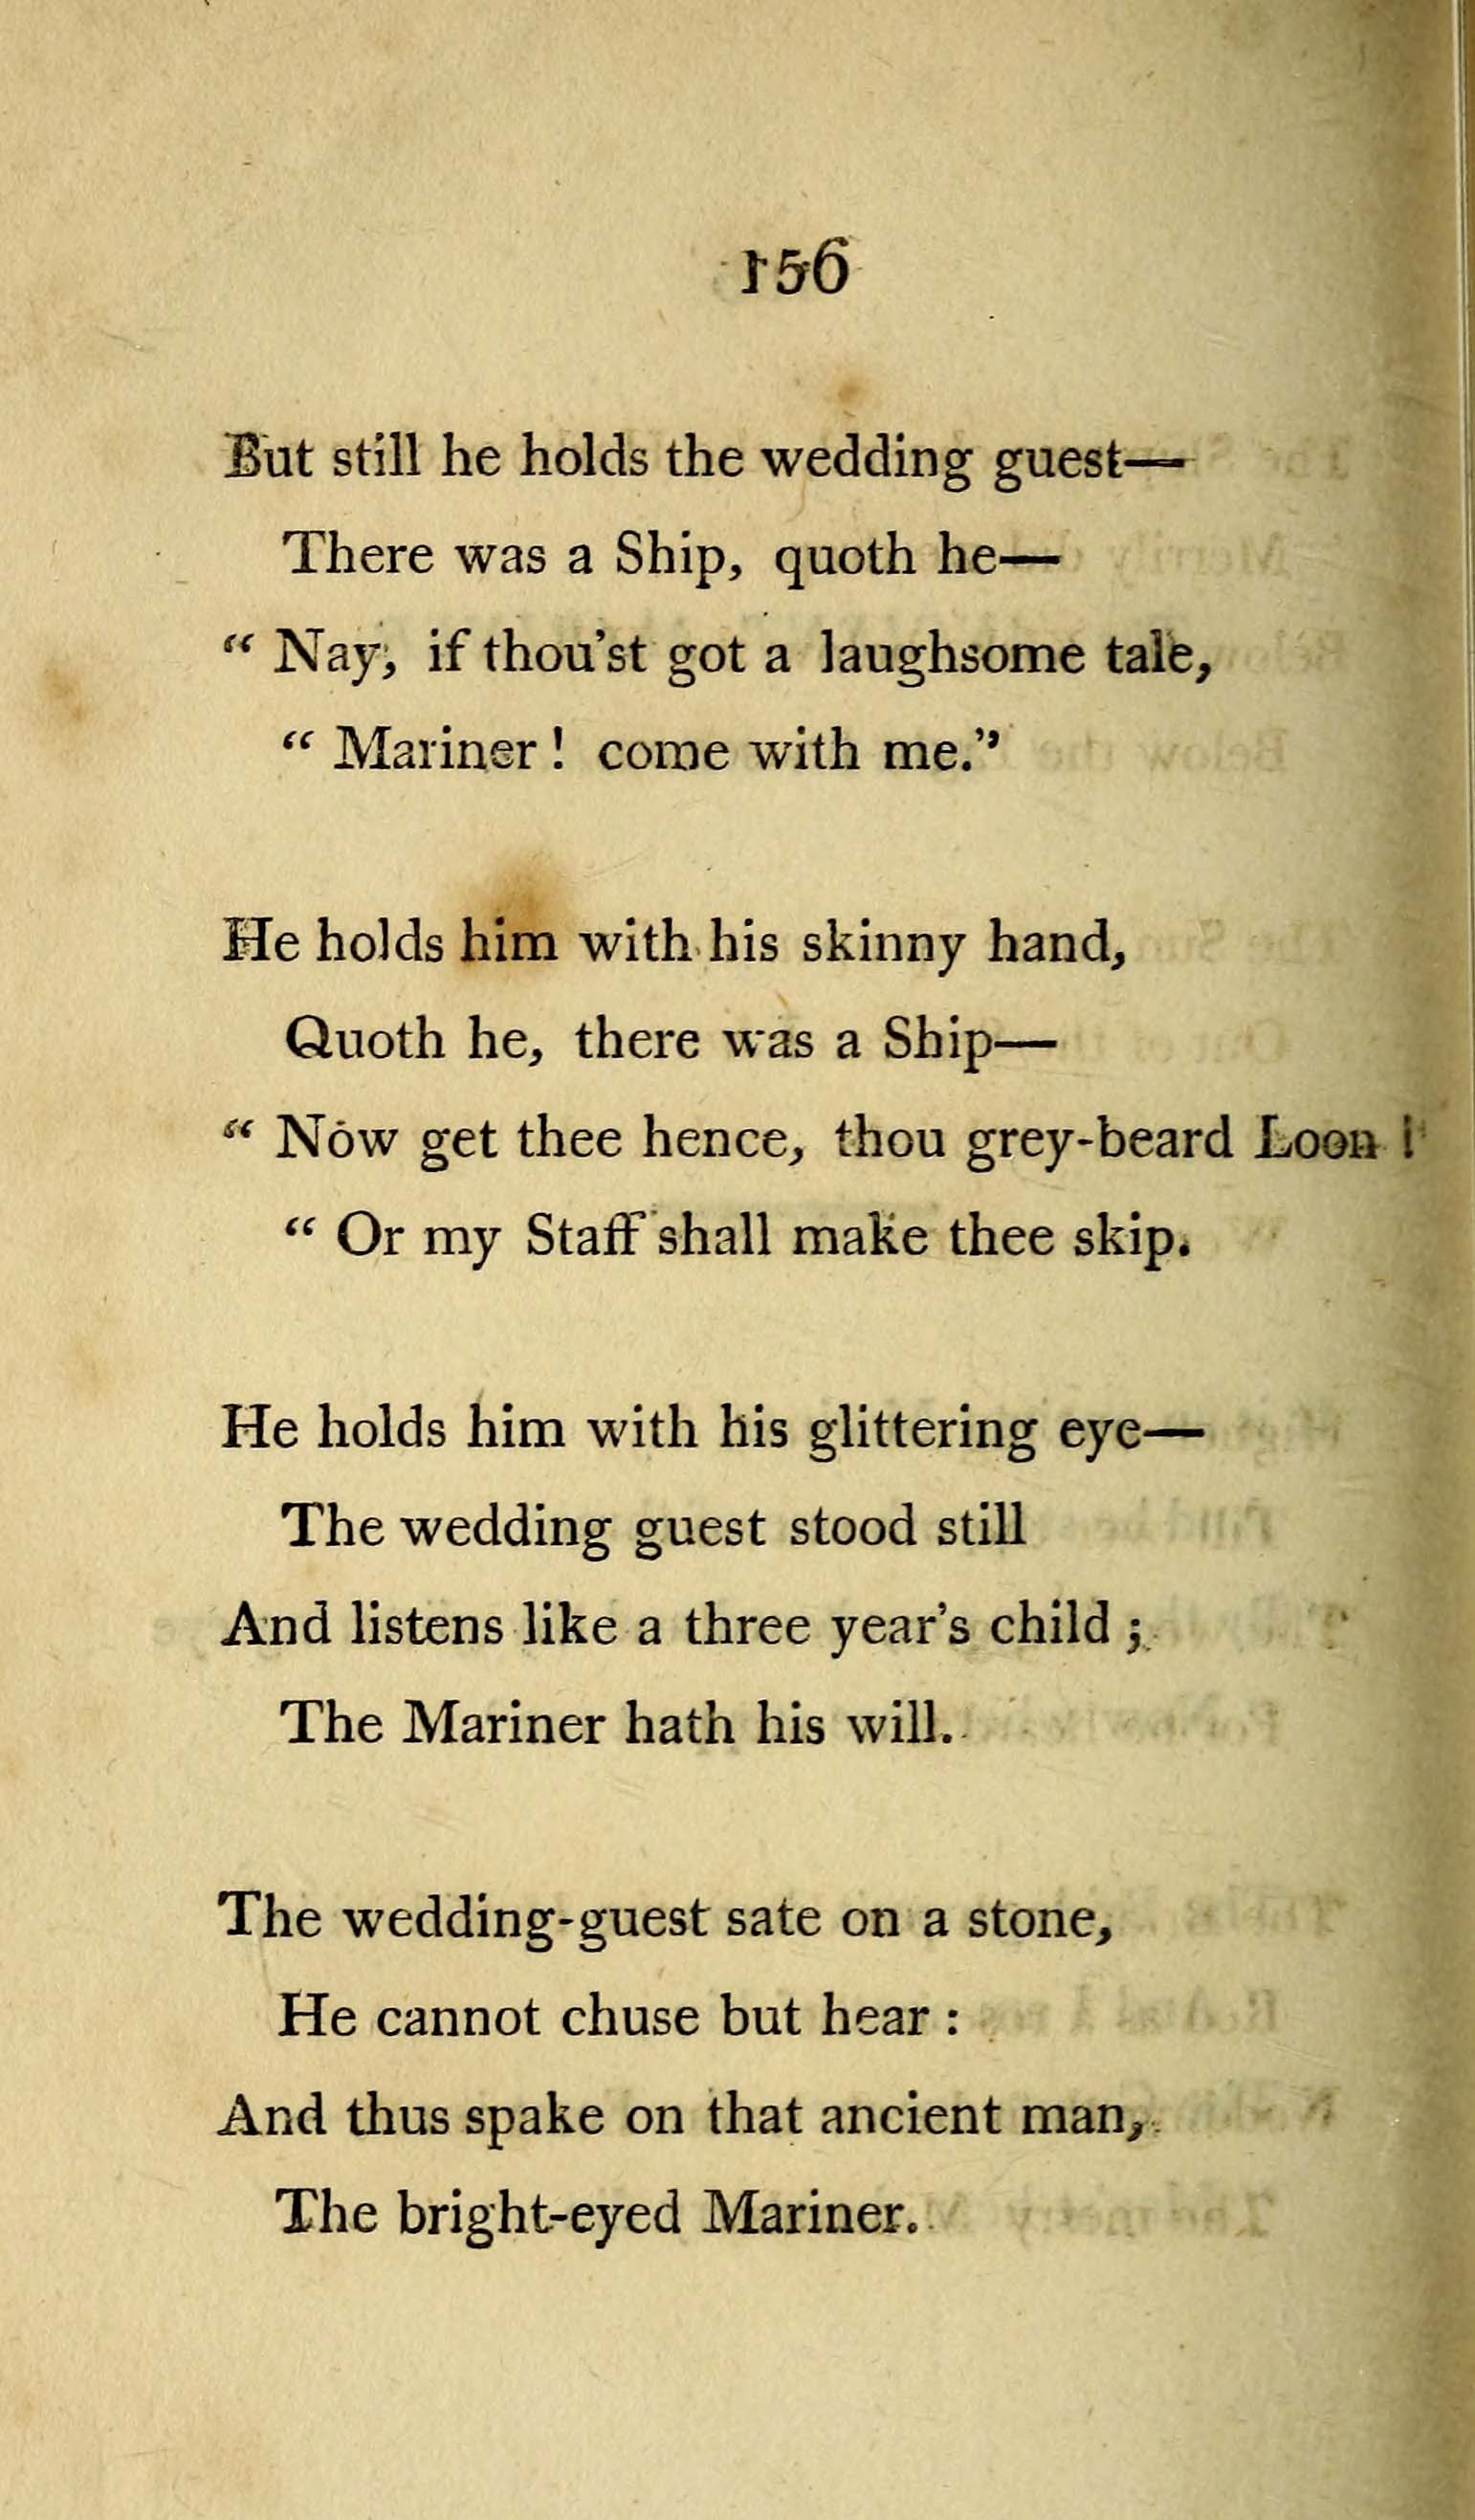 156
But still he holds the wedding guest—
There was a Ship, quoth he—
“ Nay, if thou'st got a laughsome tale,
“ Mariner ! come with me.”
He holds him with his skinny hand,
Quoth he, there was a Ship—
“ Now get thee hence, thou grey-beard Loon !
“ Or my Staff shall make thee skip.
He holds him with his glittering eye—
The wedding guest stood still
And listens like a three year's child ;
The Mariner hath his will.
The wedding-guest sate on a stone,
He cannot chuse but hear :
And thus spake on that ancient man,
The bright-eyed Mariner.